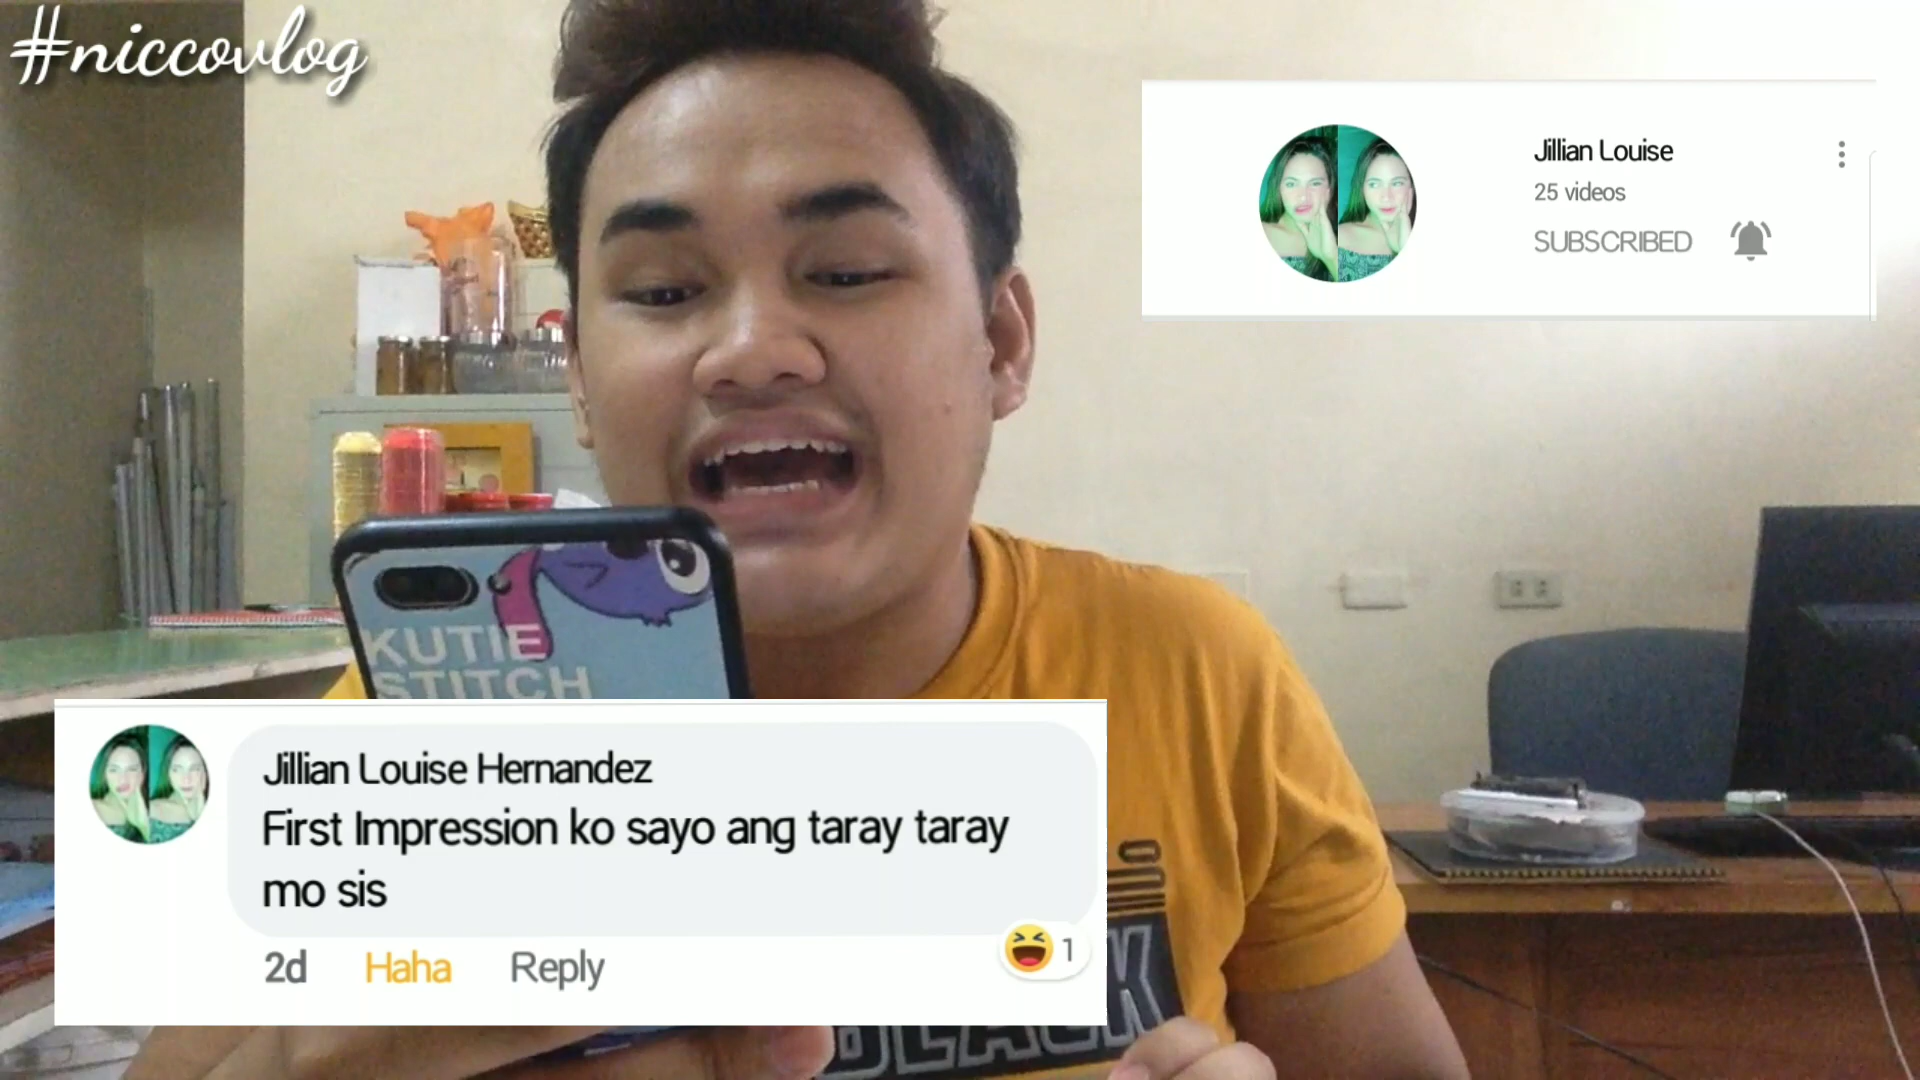 #niccovlog
Jillian Louise
25 videos
SUBSCRIBED
KUTIE
STITCH
Jillian Louise Hernandez
First Impression ko sayo ang taray taray
mo sis
2d Haha Reply
1
BLACK